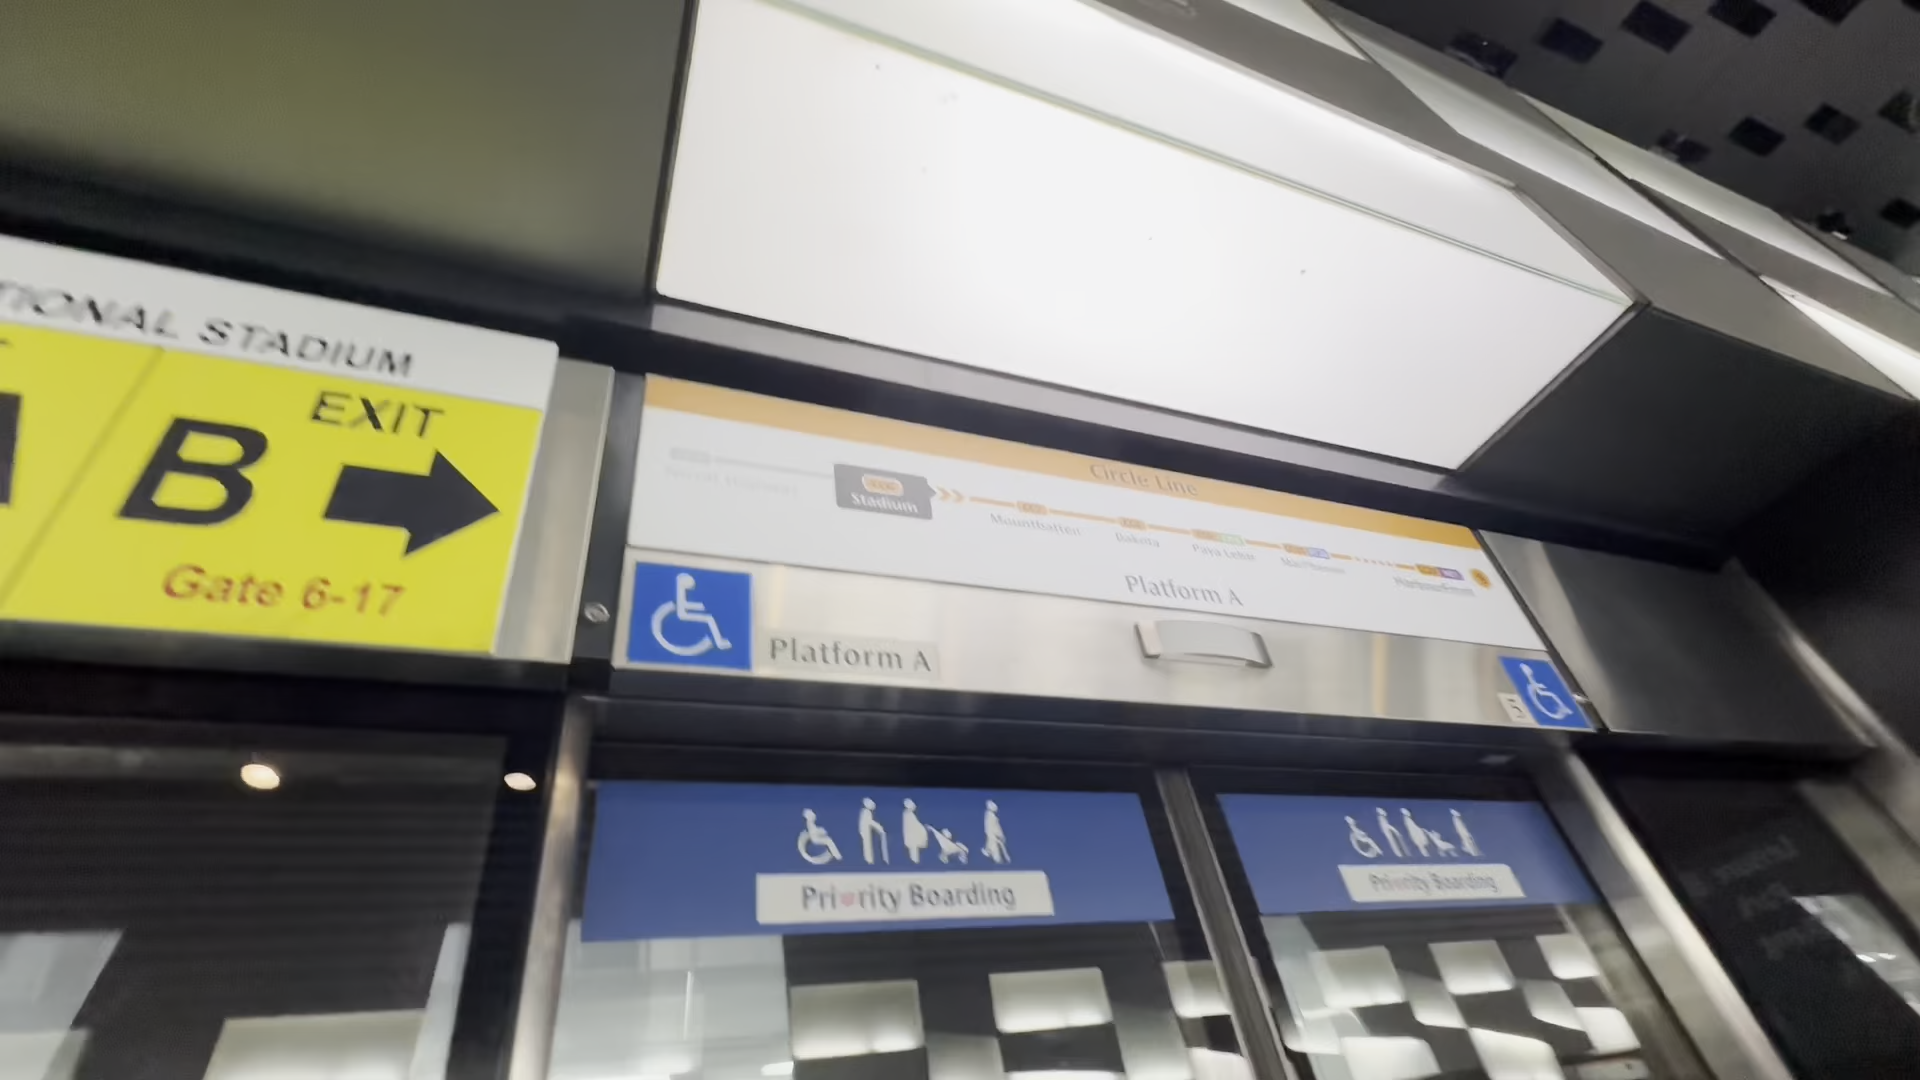 TIONAL STADIUM
EXIT
B
Gate 6-17
Circle Line
Stadium
Mountbatten
Dakota
Paya Lebar
MacPherson
HarbourFront
Platform A
Platform A
5
Priority Boarding
Priority Boarding